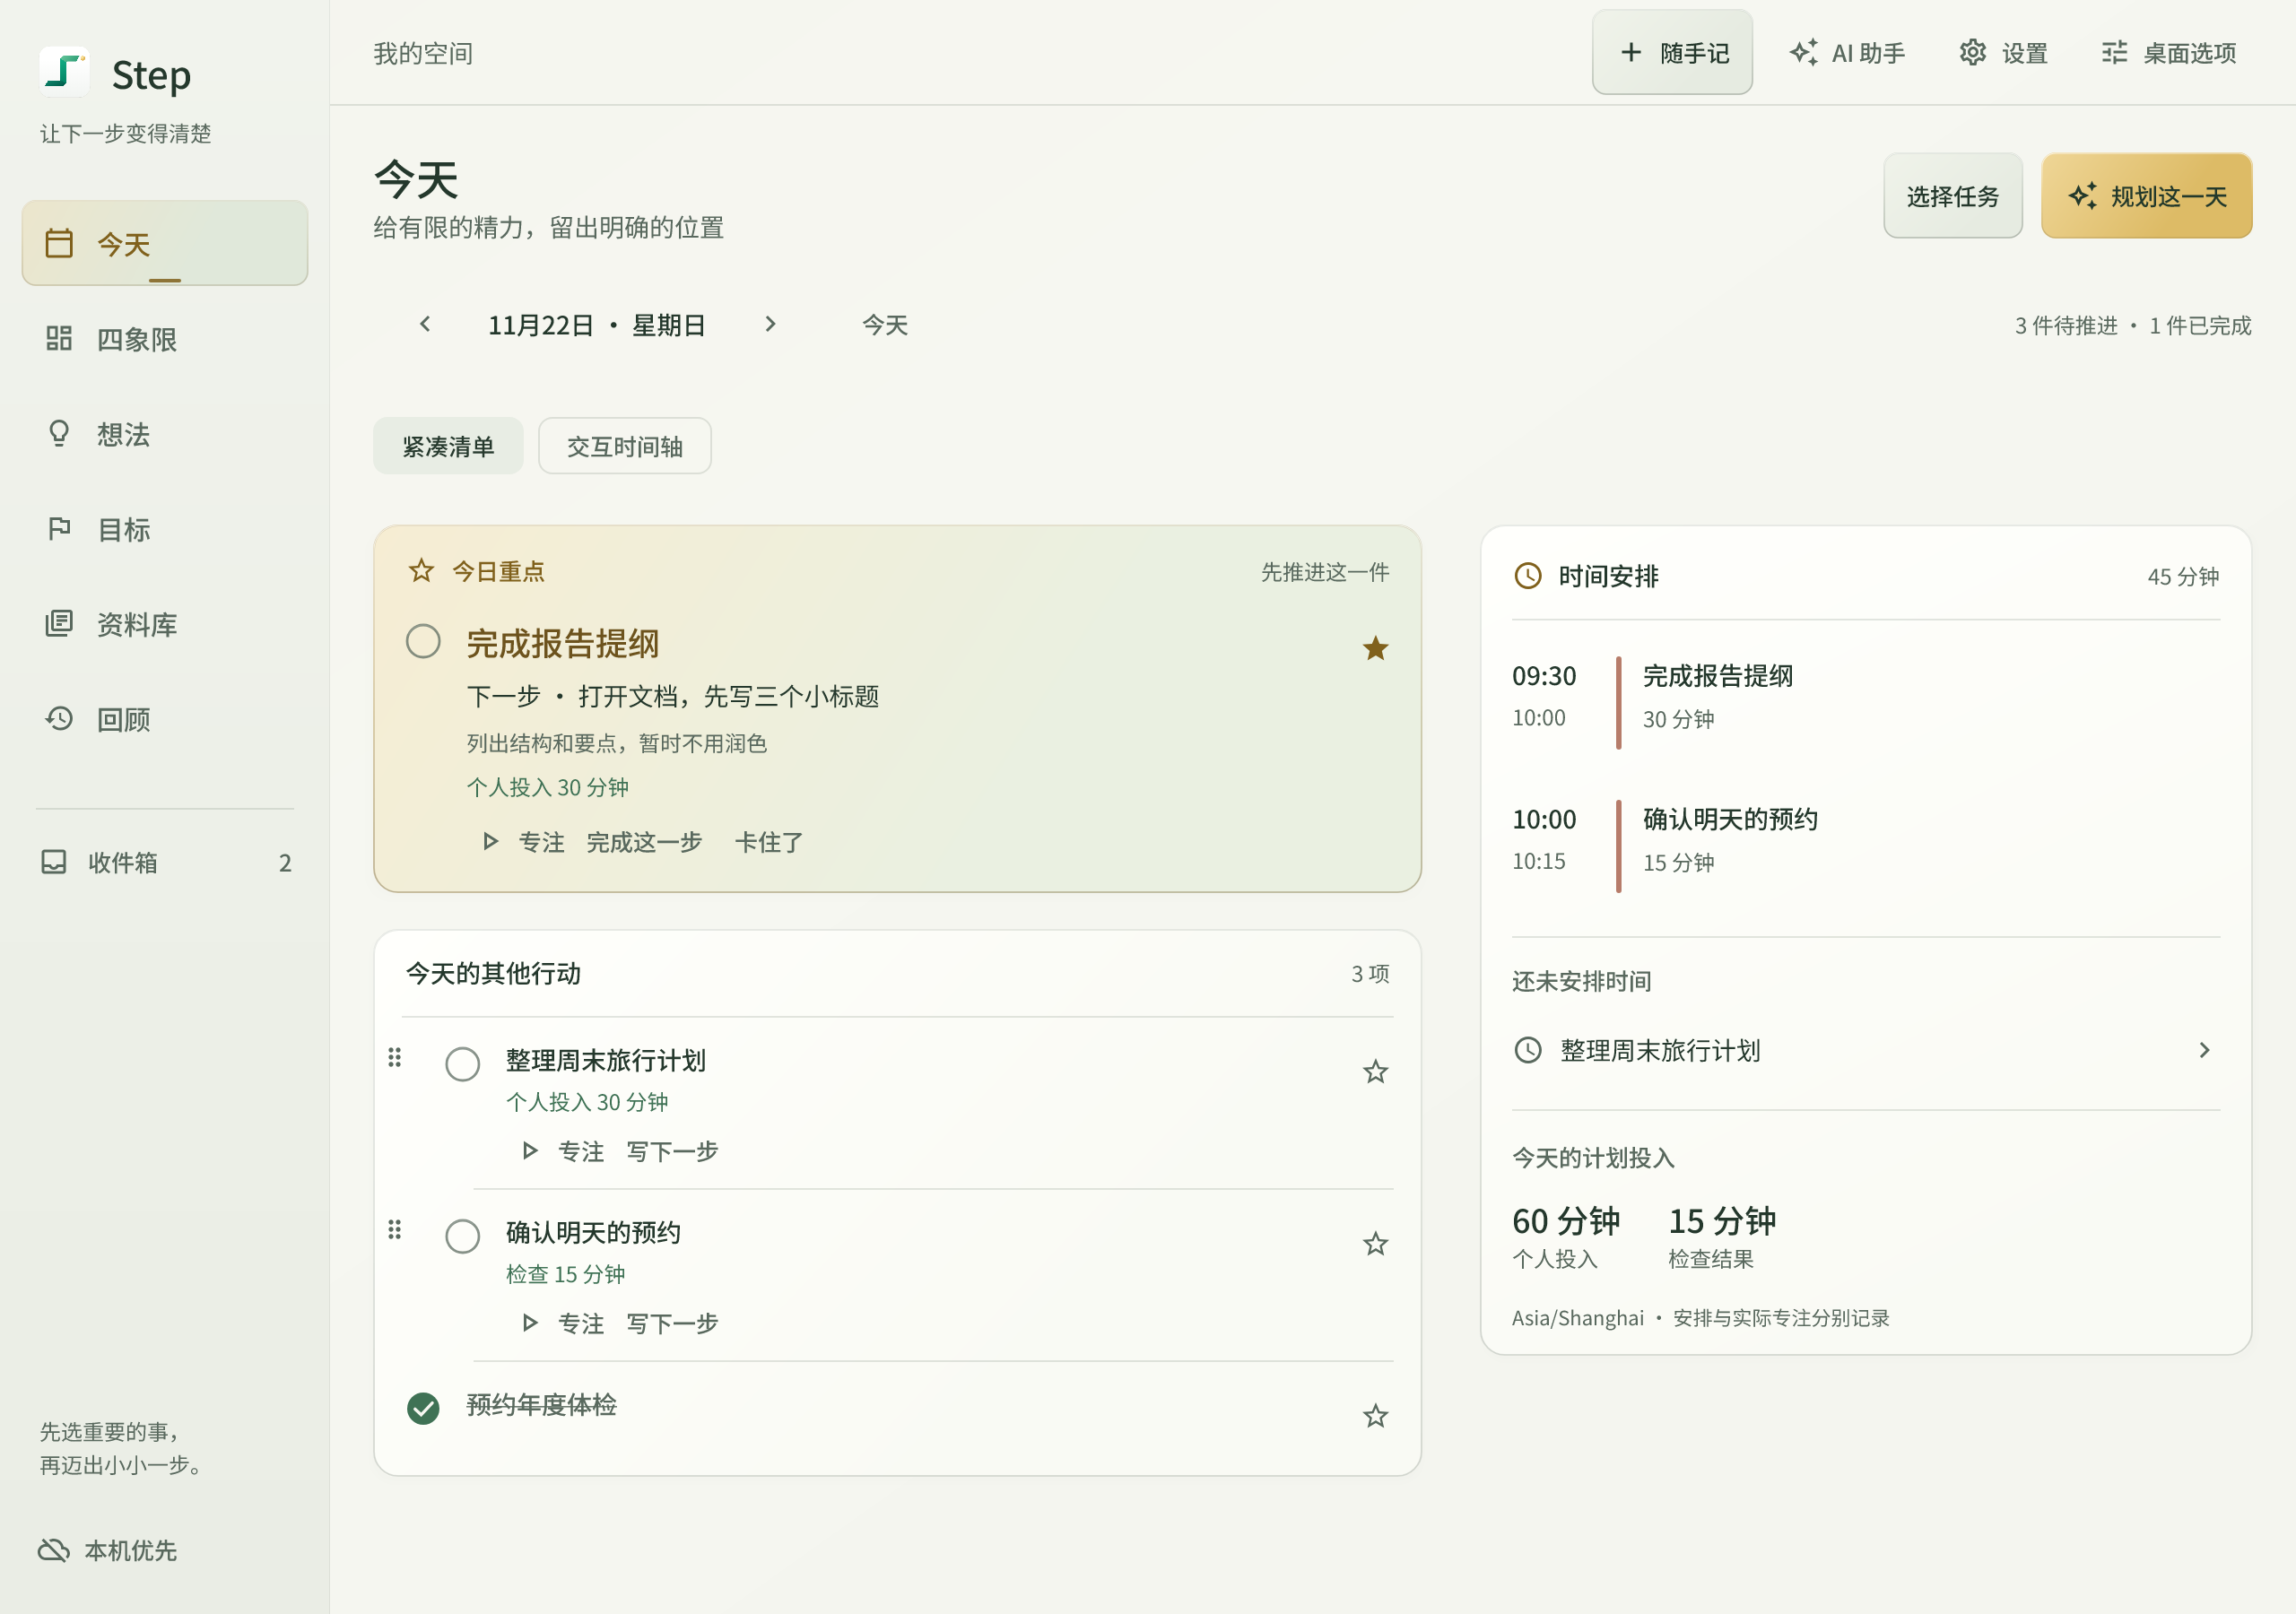 Step
让下一步变得清楚
今天
四象限
想法
目标
资料库
回顾
收件箱 2
先选重要的事，
再迈出小小一步。
本机优先
我的空间
随手记
AI 助手
设置
桌面选项
今天
给有限的精力，留出明确的位置
选择任务
规划这一天
11月22日 · 星期日
今天
3 件待推进 · 1 件已完成
紧凑清单
交互时间轴
今日重点
先推进这一件
完成报告提纲
下一步 · 打开文档，先写三个小标题
列出结构和要点，暂时不用润色
个人投入 30 分钟
专注 完成这一步 卡住了
今天的其他行动
3 项
整理周末旅行计划
个人投入 30 分钟
专注 写下一步
确认明天的预约
检查 15 分钟
专注 写下一步
预约年度体检
时间安排
45 分钟
09:30 完成报告提纲
10:00 30 分钟
10:00 确认明天的预约
10:15 15 分钟
还未安排时间
整理周末旅行计划
今天的计划投入
60 分钟 15 分钟
个人投入 检查结果
Asia/Shanghai · 安排与实际专注分别记录